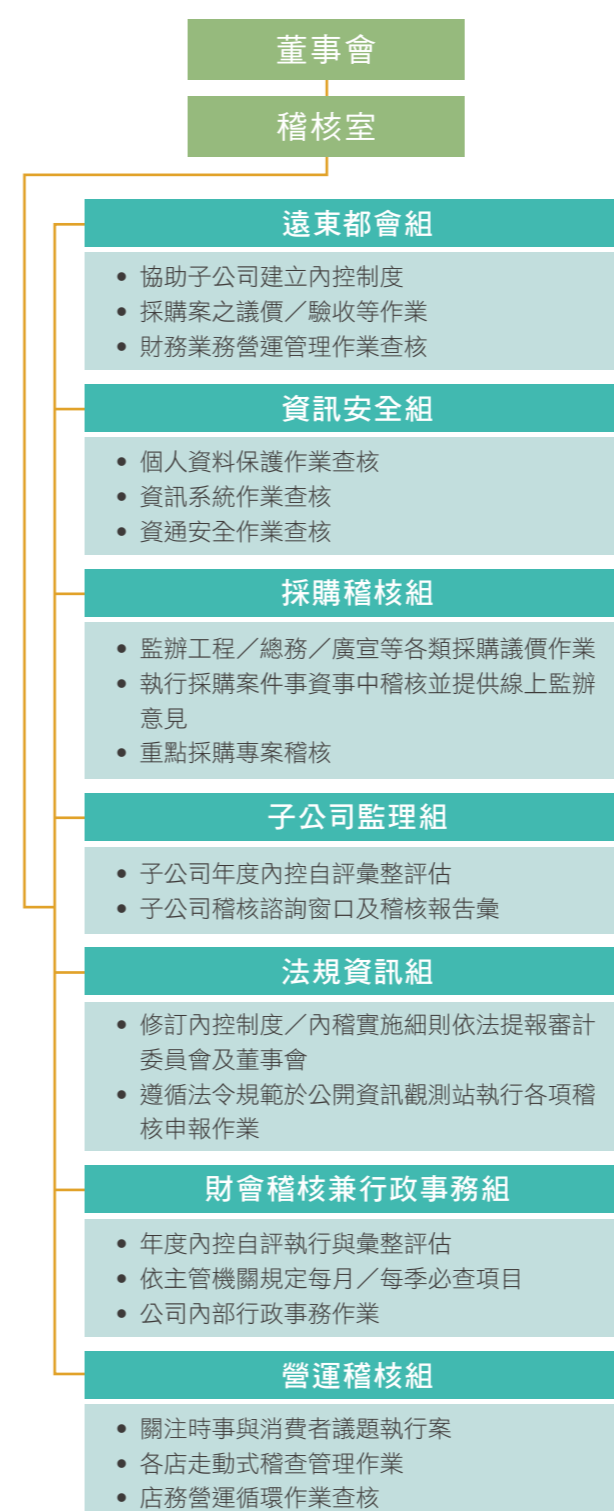 董事會
稽核室
遠東都會組
• 協助子公司建立內控制度
• 採購案之議價／驗收等作業
• 財務業務營運管理作業查核
資訊安全組
• 個人資料保護作業查核
• 資訊系統作業查核
• 資通安全作業查核
採購稽核組
• 監辦工程／總務／廣宣等各類採購議價作業
• 執行採購案件事資事中稽核並提供線上監辦
意見
• 重點採購專案稽核
子公司監理組
• 子公司年度內控自評彙整評估
• 子公司稽核諮詢窗口及稽核報告彙
法規資訊組
• 修訂內控制度／內稽實施細則依法提報審計
委員會及董事會
• 遵循法令規範於公開資訊觀測站執行各項稽
核申報作業
財會稽核兼行政事務組
• 年度內控自評執行與彙整評估
• 依主管機關規定每月／每季必查項目
• 公司內部行政事務作業
營運稽核組
• 關注時事與消費者議題執行案
• 各店走動式稽查管理作業
• 店務營運循環作業查核